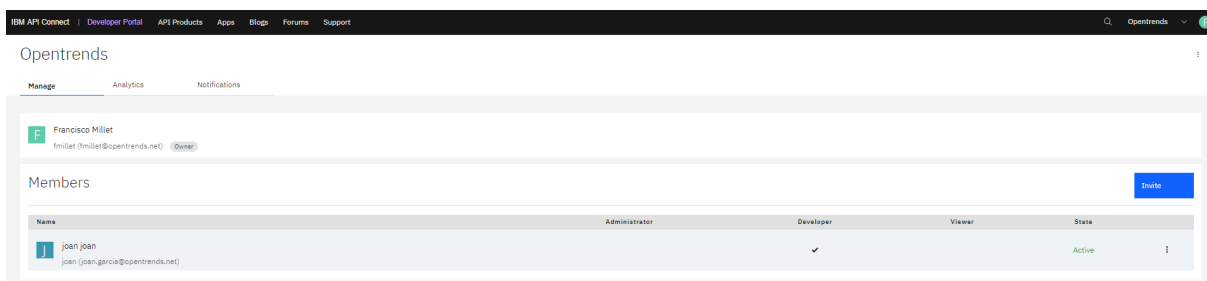 IBM API Connect | Developer Portal API Products Apps Blogs Forums Support Opentrends F
Opentrends
Manage Analytics Notifications
F Francisco Millet
fmillet (fmillet@opentrends.net) Owner
Members Invite
Name Administrator Developer Viewer State
J joan joan Active
joan (joan.garcia@opentrends.net)